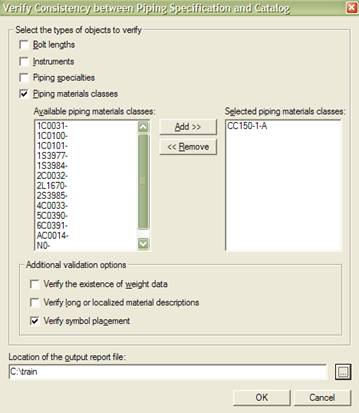 Verify Consistency between Piping Specification and Catalog
Select the types of objects to verify
Bolt lengths
Instruments
Piping specialties
Piping materials classes
Available piping materials classes:
Selected piping materials classes:
1C0031-
1C0100-
1C0101-
1S3977-
1S3984-
2C0032-
2L1670-
2S3985-
4C0033-
5C0390-
6C0391-
AC0014-
N0-
Add >>
<< Remove
CC150-1-A
Additional validation options
Verify the existence of weight data
Verify long or localized material descriptions
Verify symbol placement
Location of the output report file:
C:\train
...
OK
Cancel